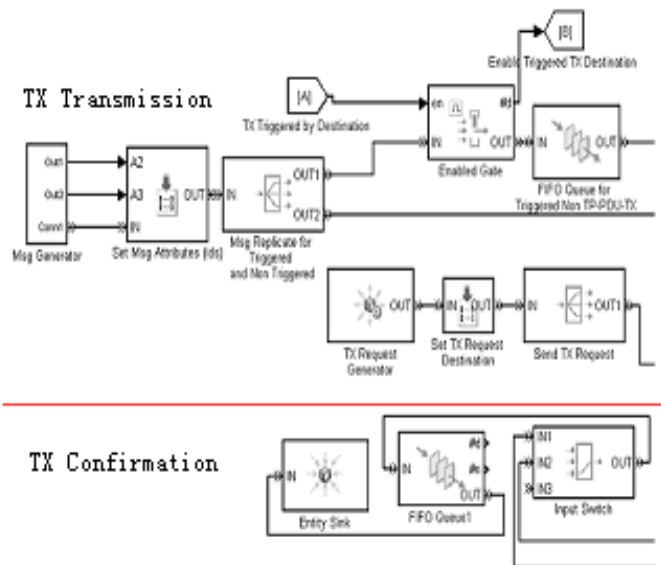 [B]
Enable Triggered TX Destination
TX Transmission
[A]
TX Triggered by Destination
en
#d
IN
OUT
Enabled Gate
IN
OUT
FIFO Queue for
Triggered Non TP-PDU-TX
Out1
Out2
Conn1
Msg Generator
A2
A3
IN
OUT
Set Msg Attributes (ids)
IN
OUT1
OUT2
Msg Replicate for
Triggered
and Non Triggered
OUT
TX Request
Generator
IN
OUT
Set TX Request
Destination
IN
OUT1
Send TX Request
TX Confirmation
IN
Entity Sink
IN
OUT
FIFO Queue1
IN1
IN2
IN3
OUT
Input Switch